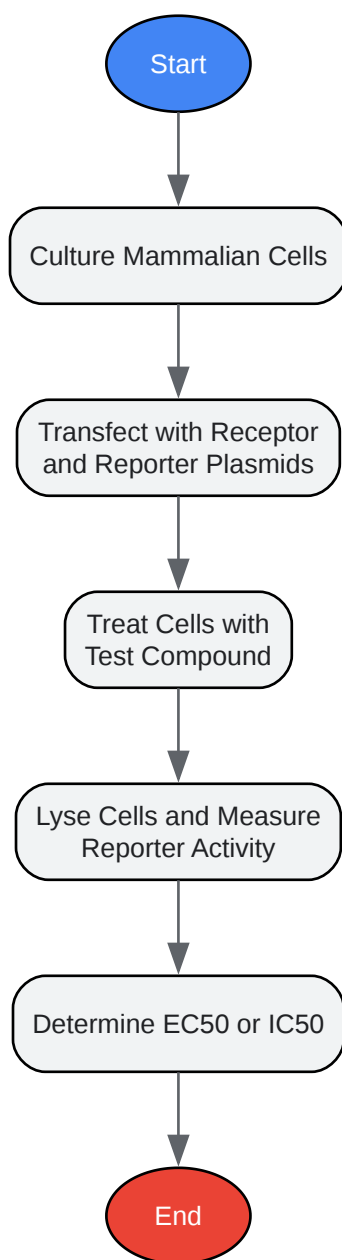 Start
Culture Mammalian Cells
Transfect with Receptor
and Reporter Plasmids
Treat Cells with
Test Compound
Lyse Cells and Measure
Reporter Activity
Determine EC50 or IC50
End